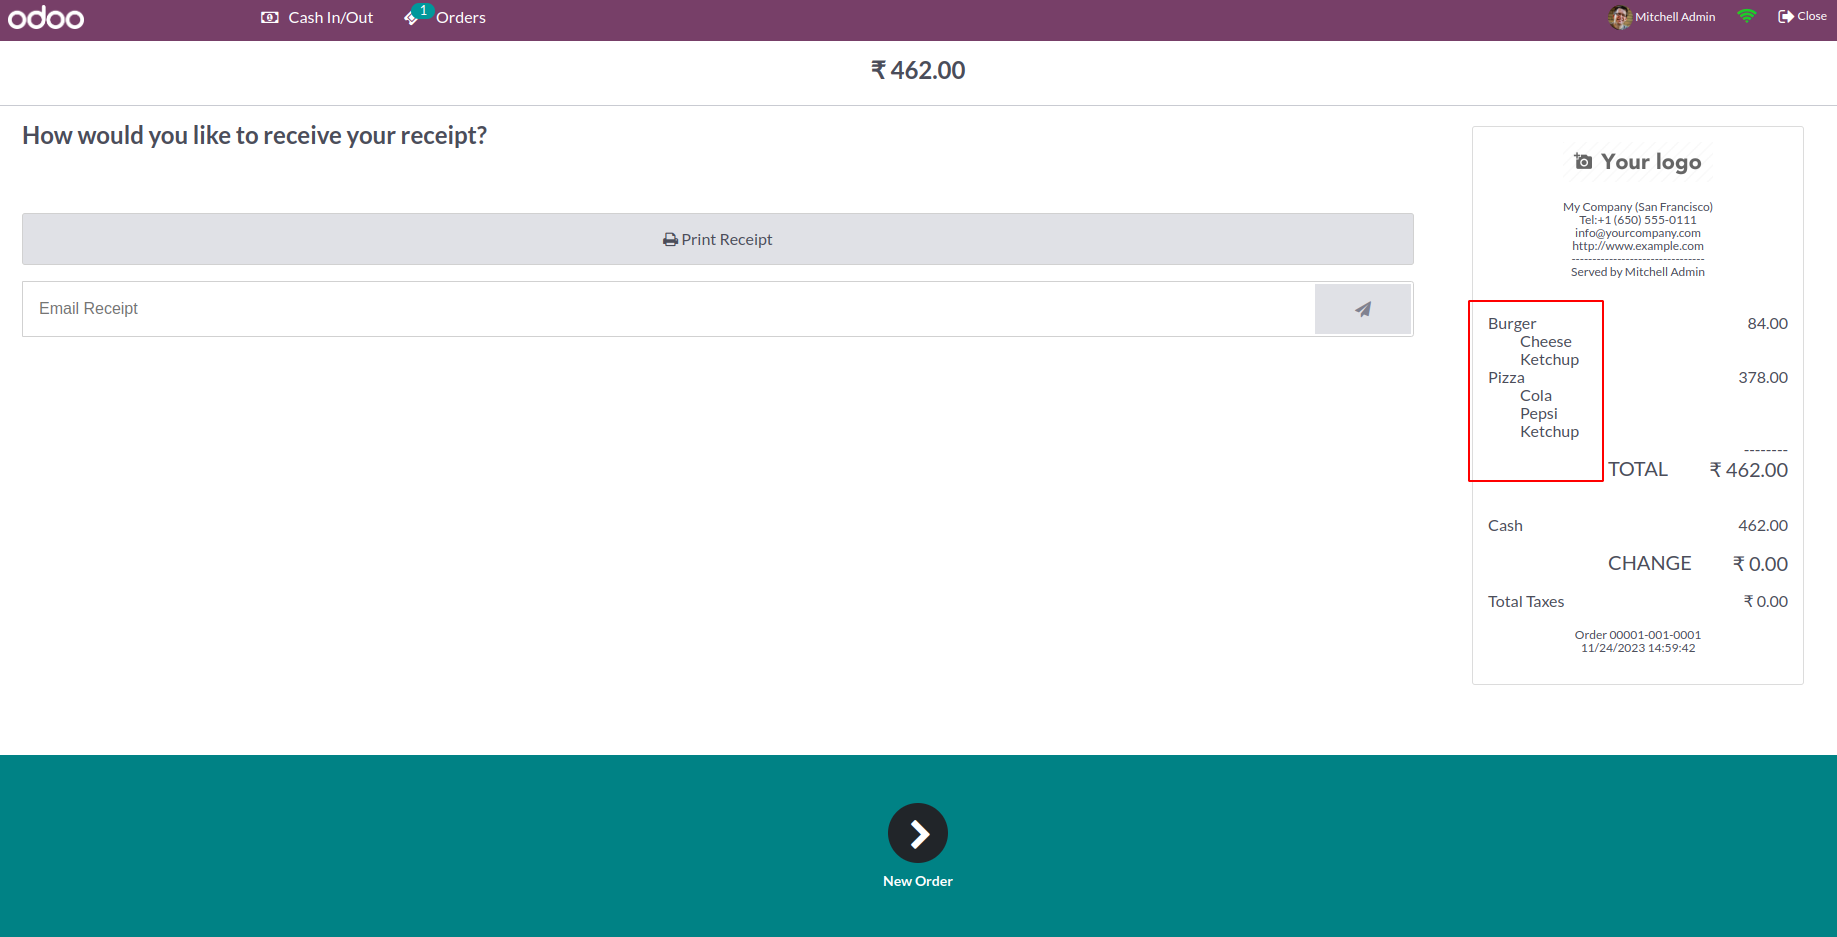 odoo Cash In/Out 1 Orders Mitchell Admin Close
₹ 462.00
How would you like to receive your receipt?
Print Receipt
Email Receipt
Your logo
My Company (San Francisco)
Tel:+1 (650) 555-0111
info@yourcompany.com
http://www.example.com
--------------------------------
Served by Mitchell Admin
Burger 84.00
Cheese
Ketchup
Pizza 378.00
Cola
Pepsi
Ketchup
--------
TOTAL ₹ 462.00
Cash 462.00
CHANGE ₹ 0.00
Total Taxes ₹ 0.00
Order 00001-001-0001
11/24/2023 14:59:42
New Order